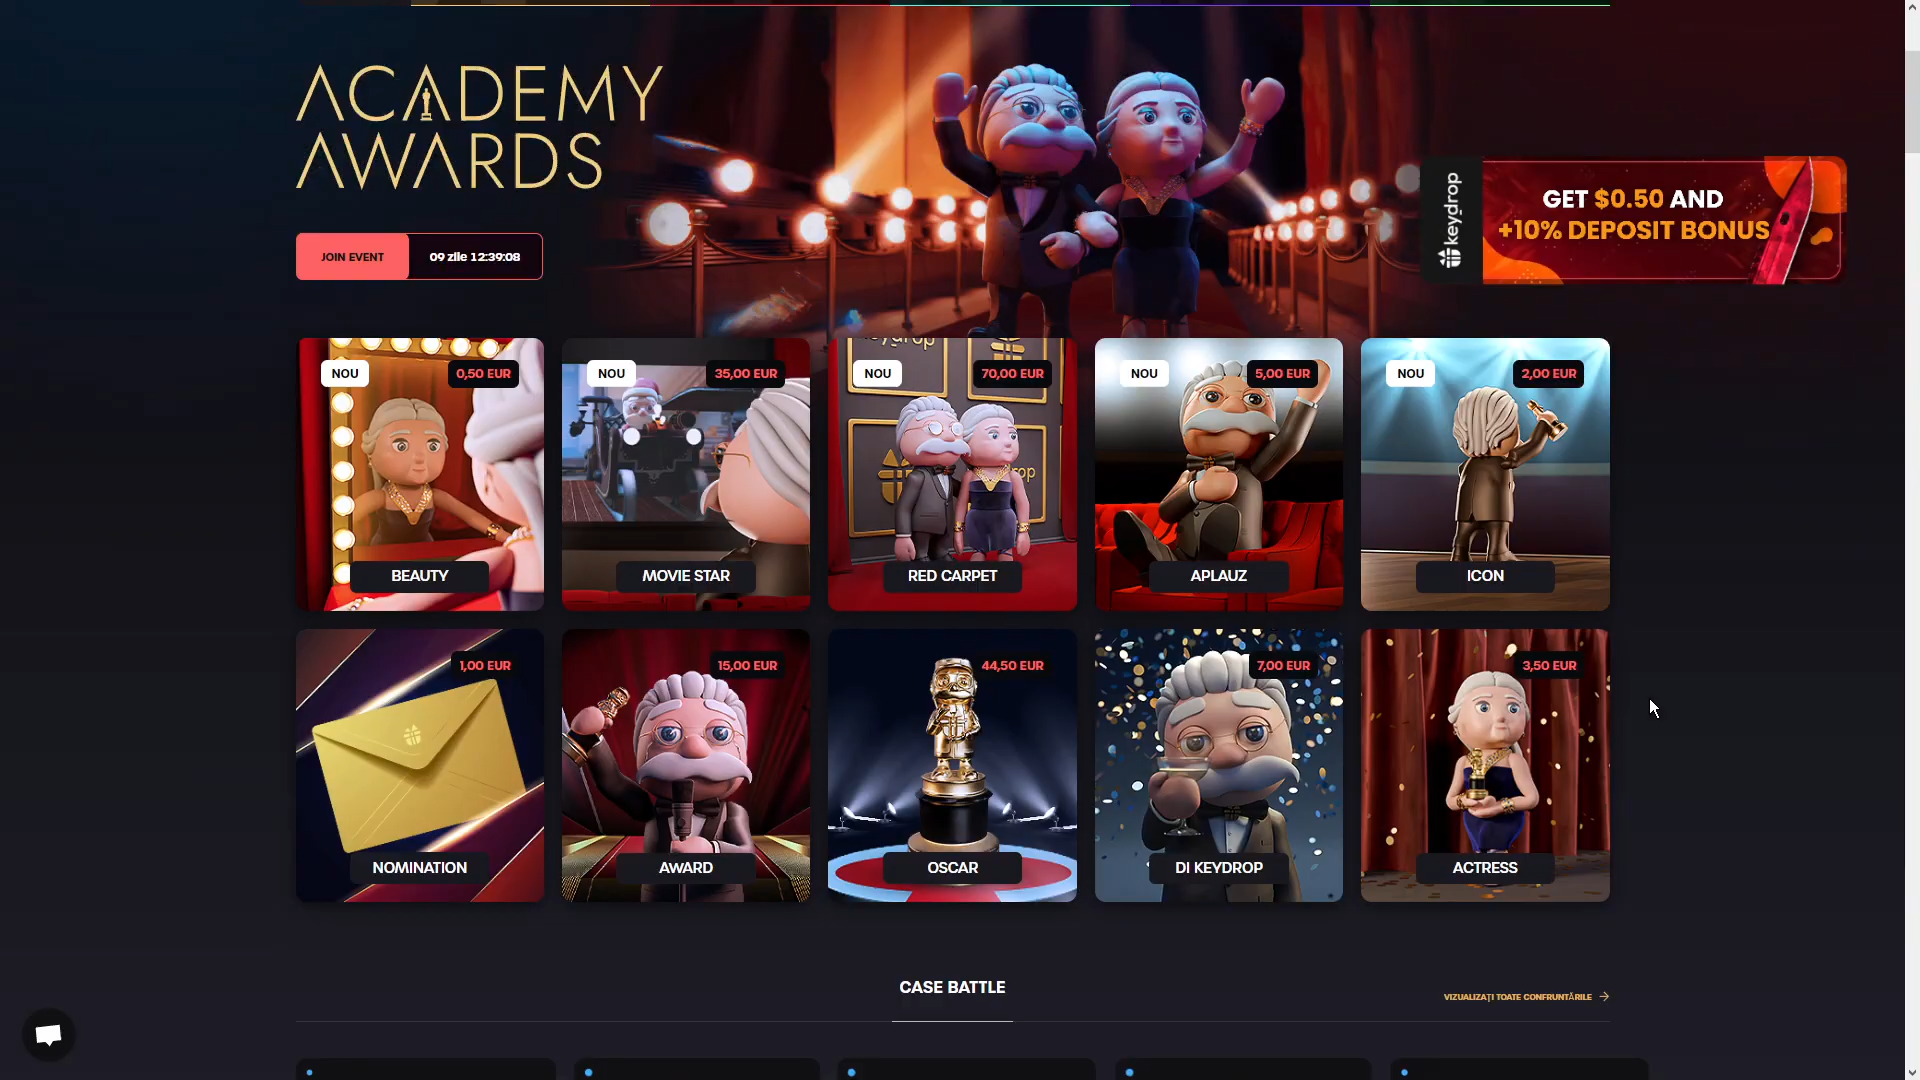 ACADEMY
AWARDS
JOIN EVENT
09 zile 12:39:08
keydrop
GET $0.50 AND
+10% DEPOSIT BONUS
NOU
0,50 EUR
BEAUTY
NOU
35,00 EUR
MOVIE STAR
NOU
70,00 EUR
RED CARPET
NOU
5,00 EUR
APLAUZ
NOU
2,00 EUR
ICON
1,00 EUR
NOMINATION
15,00 EUR
AWARD
44,50 EUR
OSCAR
7,00 EUR
DI KEYDROP
3,50 EUR
ACTRESS
CASE BATTLE
VIZUALIZAȚI TOATE CONFRUNTĂRILE